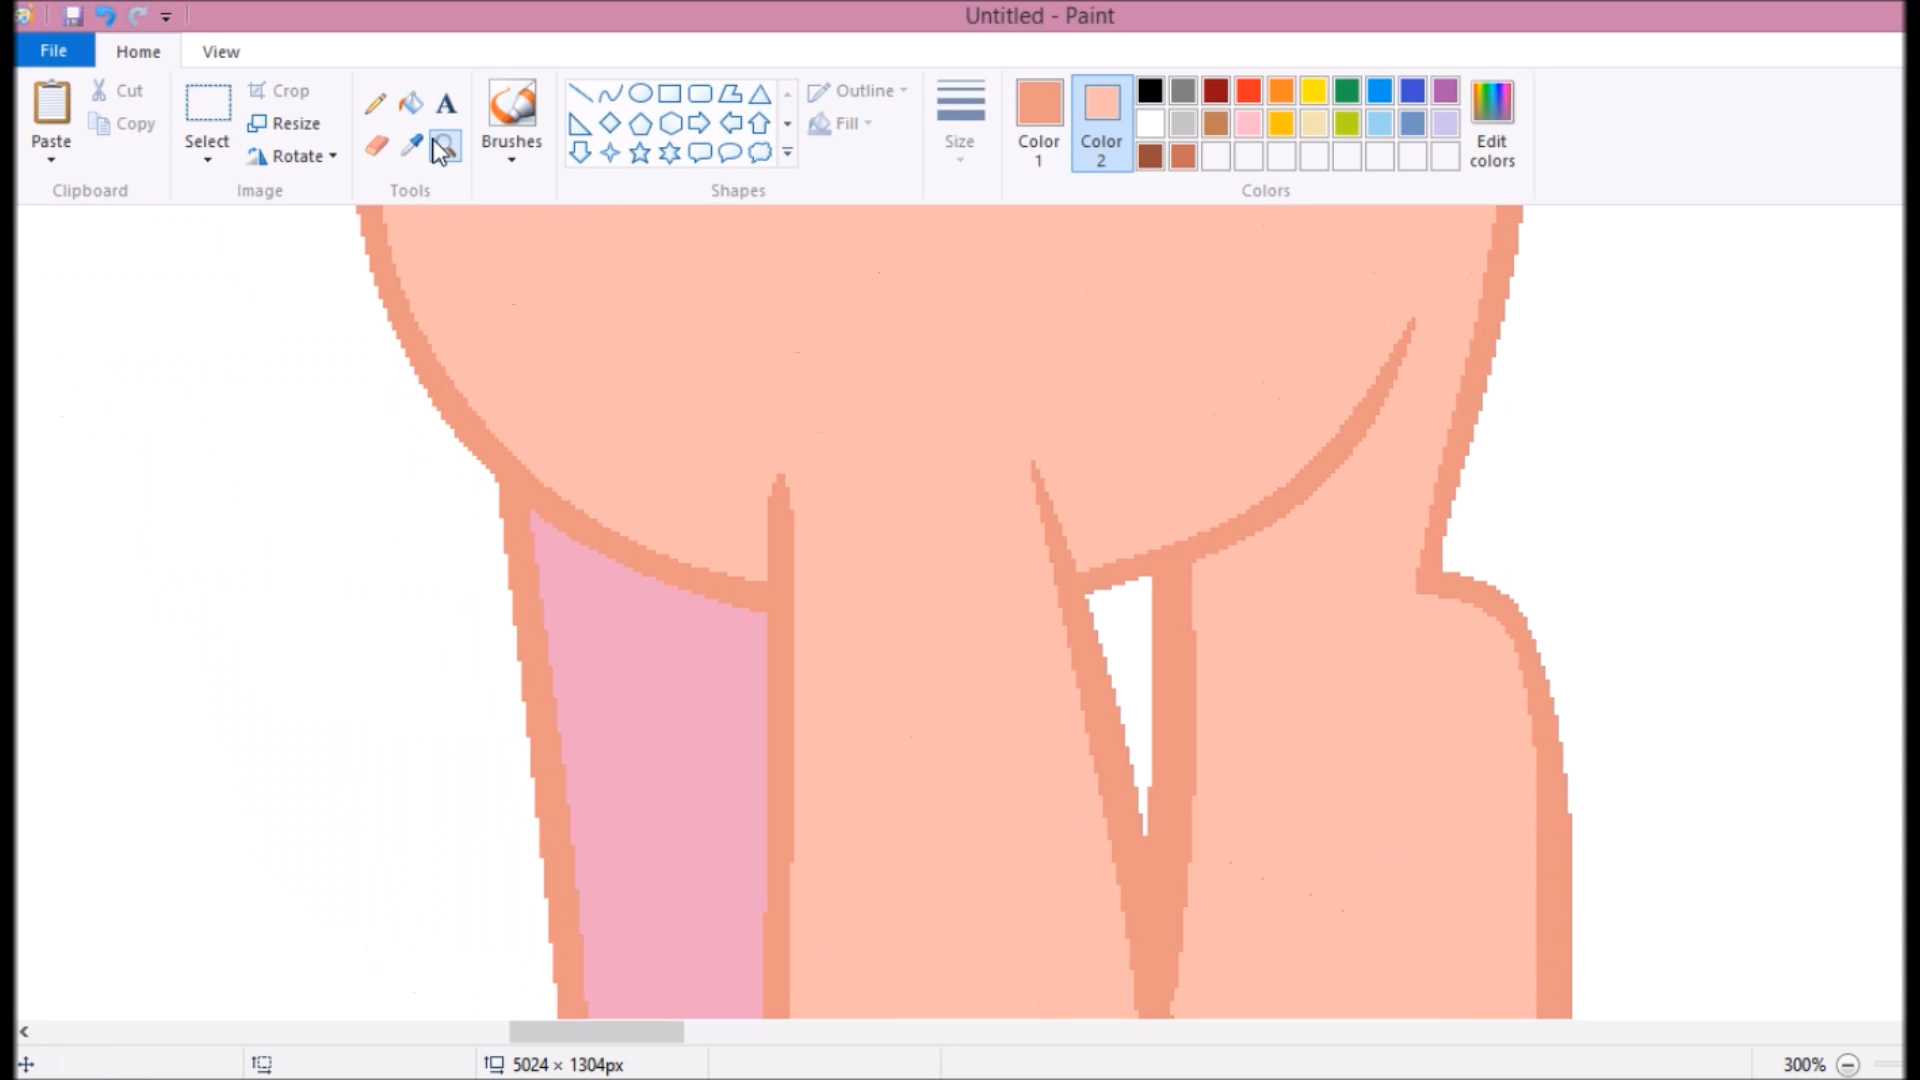 Untitled - Paint
File Home View
Paste Cut Copy Select Crop Resize Rotate A Brushes Outline Fill Size Color 1 Color 2 Edit colors
Clipboard Image Tools Shapes Colors
5024 × 1304px 300%